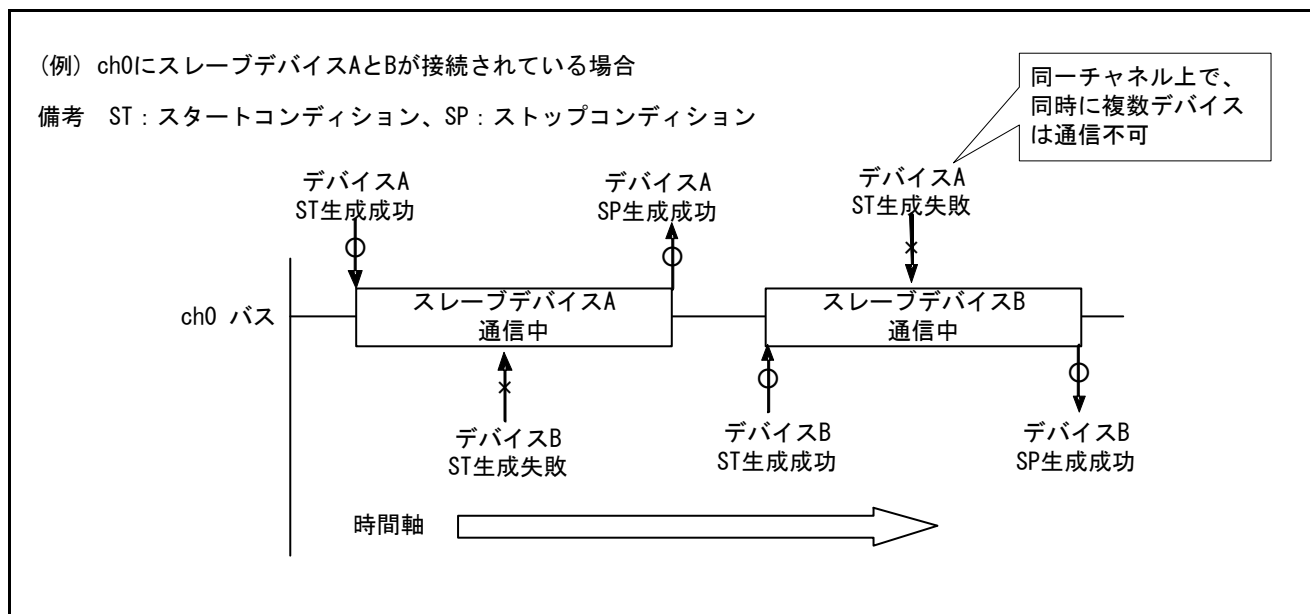 (例) ch0にスレーブデバイスAとBが接続されている場合
備考　ST：スタートコンディション、SP：ストップコンディション
同一チャネル上で、
同時に複数デバイス
は通信不可
デバイスA
ST生成成功
デバイスA
SP生成成功
デバイスA
ST生成失敗
ch0 バス
スレーブデバイスA
通信中
スレーブデバイスB
通信中
デバイスB
ST生成失敗
デバイスB
ST生成成功
デバイスB
SP生成成功
時間軸